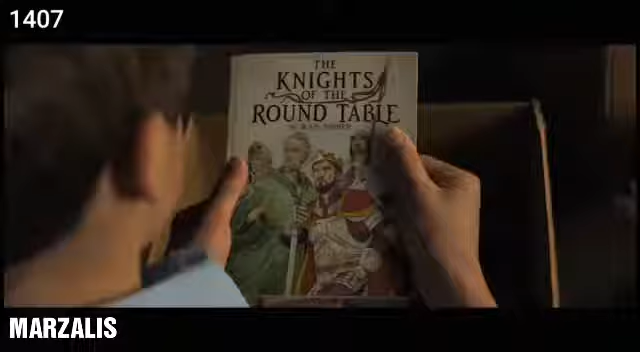 1407
THE
KNIGHTS
OF THE
ROUND TABLE
MARZALIS